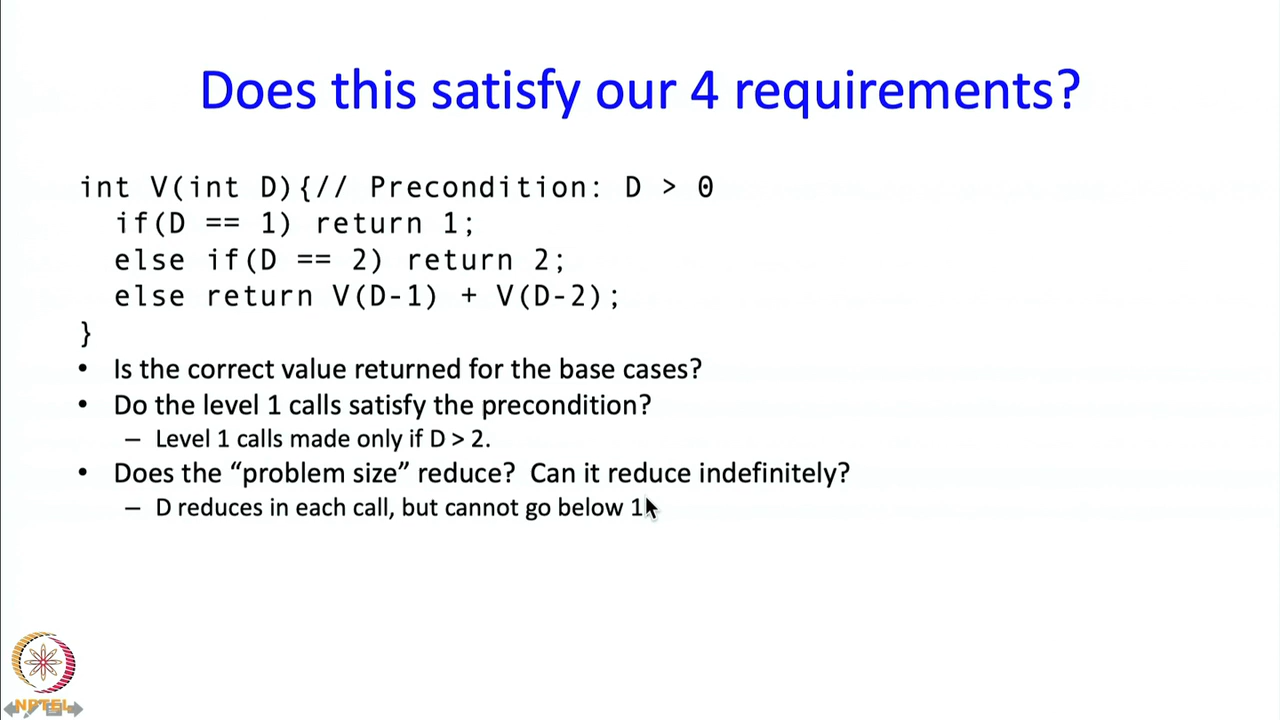 Does this satisfy our 4 requirements?
int V(int D){// Precondition: D > 0
if(D == 1) return 1;
else if(D == 2) return 2;
else return V(D-1) + V(D-2);
}
• Is the correct value returned for the base cases?
• Do the level 1 calls satisfy the precondition?
– Level 1 calls made only if D > 2.
• Does the “problem size” reduce? Can it reduce indefinitely?
– D reduces in each call, but cannot go below 1
NPTEL